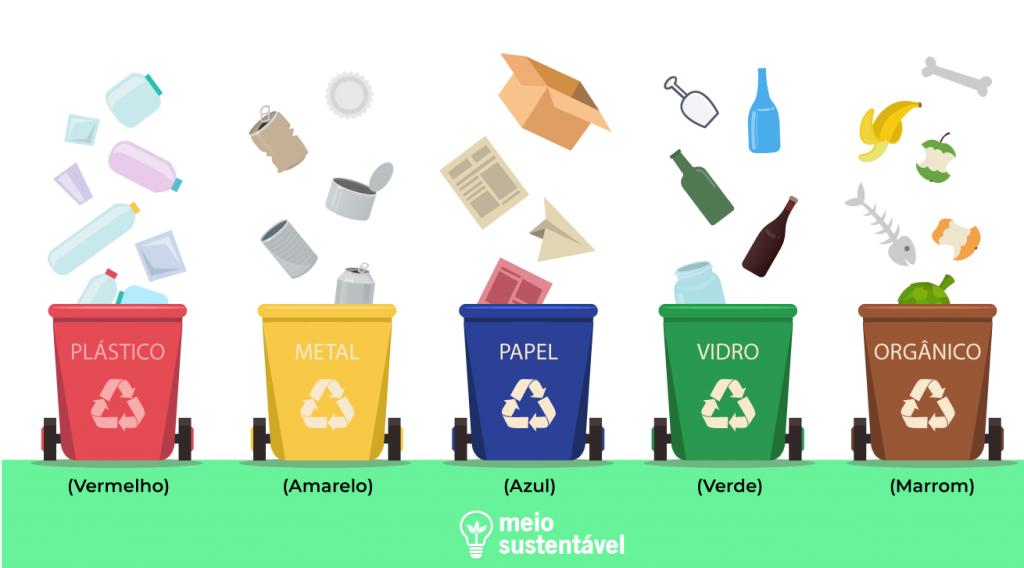 PLÁSTICO
METAL
PAPEL
VIDRO
ORGÂNICO
(Vermelho)
(Amarelo)
(Azul)
(Verde)
(Marrom)
meio
sustentável